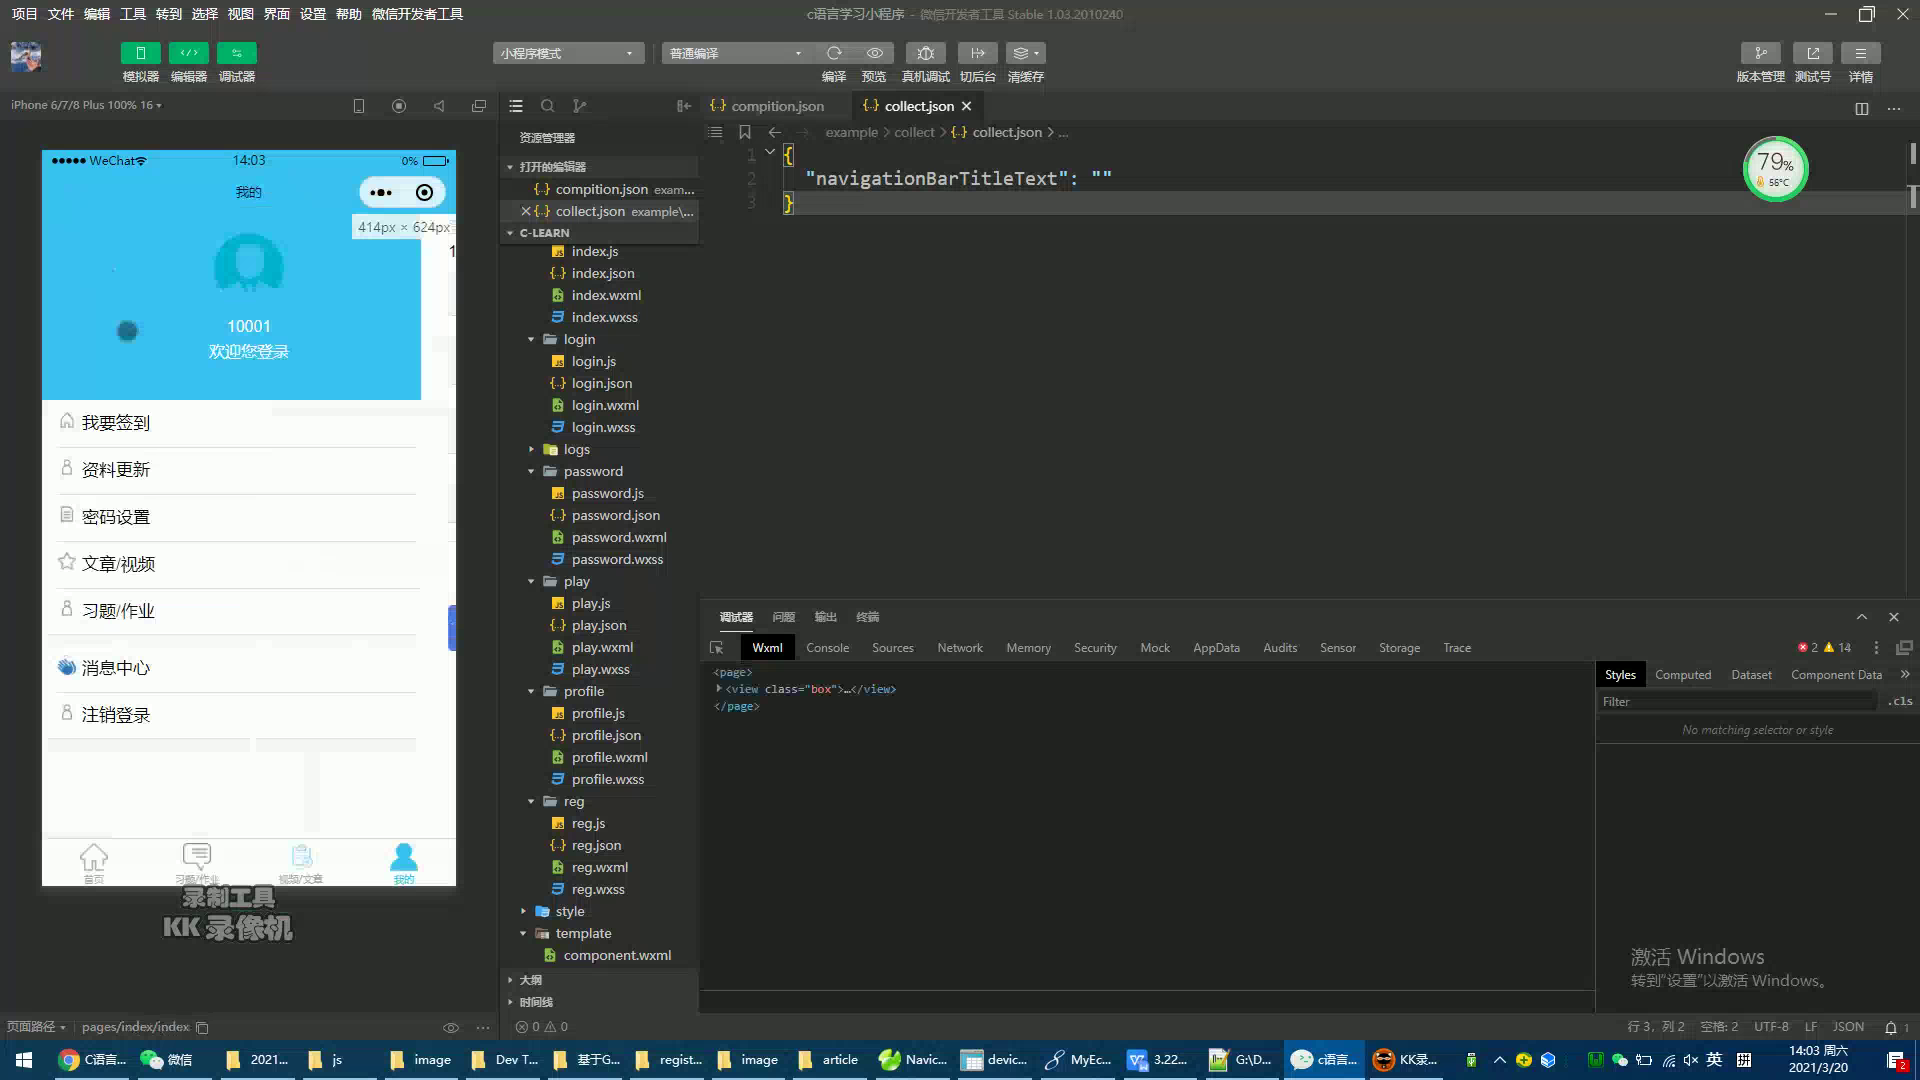 项目 文件 编辑 工具 转到 选择 视图 界面 设置 帮助 微信开发者工具
c语言学习小程序 - 微信开发者工具 Stable 1.03.2010240
小程序模式
普通编译
模拟器 编辑器 调试器
编译 预览 真机调试 切后台 清缓存
版本管理 测试号 详情
iPhone 6/7/8 Plus 100% 16
WeChat
14:03
0%
我的
414px × 624px
10001
欢迎您登录
我要签到
资料更新
密码设置
文章/视频
习题/作业
消息中心
注销登录
首页
习题/作业
视频/文章
我的
录制工具
KK 录像机
页面路径
pages/index/index
资源管理器
打开的编辑器
compition.json exam...
collect.json example\...
C-LEARN
index.js
index.json
index.wxml
index.wxss
login
login.js
login.json
login.wxml
login.wxss
logs
password
password.js
password.json
password.wxml
password.wxss
play
play.js
play.json
play.wxml
play.wxss
profile
profile.js
profile.json
profile.wxml
profile.wxss
reg
reg.js
reg.json
reg.wxml
reg.wxss
style
template
component.wxml
大纲
时间线
0 0
compition.json
collect.json
example > collect > {..} collect.json > ...
1 {
2 "navigationBarTitleText": ""
3 }
79%
56°C
调试器 问题 输出 终端
Wxml Console Sources Network Memory Security Mock AppData Audits Sensor Storage Trace
2 14
<page>
<view class="box">…</view>
</page>
Styles Computed Dataset Component Data
Filter
.cls
No matching selector or style
激活 Windows
转到"设置"以激活 Windows。
行 3，列 2 空格: 2 UTF-8 LF JSON 1
C语言... 微信 2021... js image Dev T... 基于G... regist... image article Navic... devic... MyEc... 3.22... G:\D... c语言... KK录...
英
拼
14:03 周六
2021/3/20
2